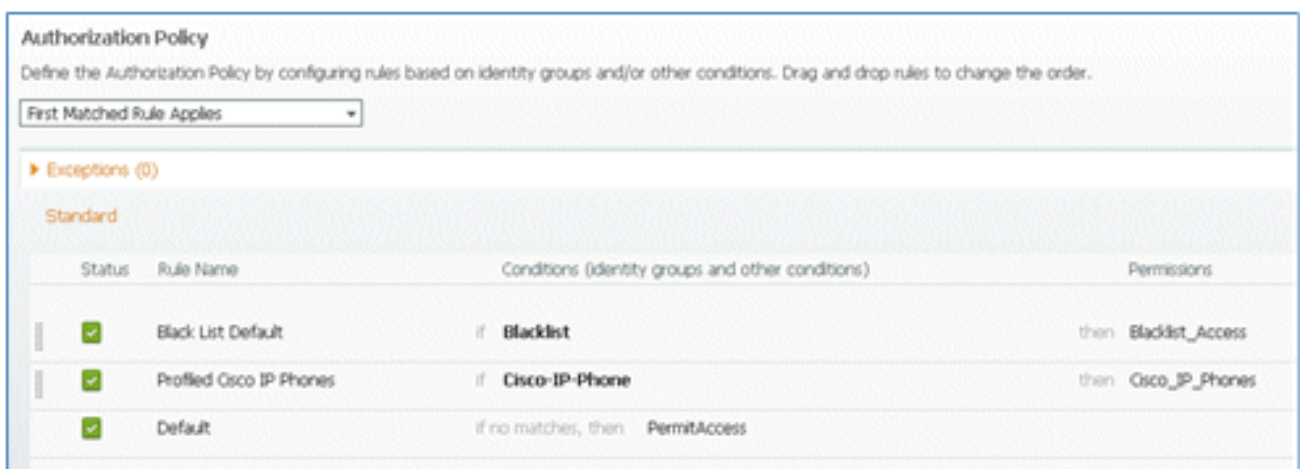 Authorization Policy
Define the Authorization Policy by configuring rules based on identity groups and/or other conditions. Drag and drop rules to change the order.
First Matched Rule Applies
Exceptions (0)
Standard
Status Rule Name Conditions (identity groups and other conditions) Permissions
Black List Default if Blacklist then Blacklist_Access
Profiled Cisco IP Phones if Cisco-IP-Phone then Cisco_IP_Phones
Default if no matches, then PermitAccess